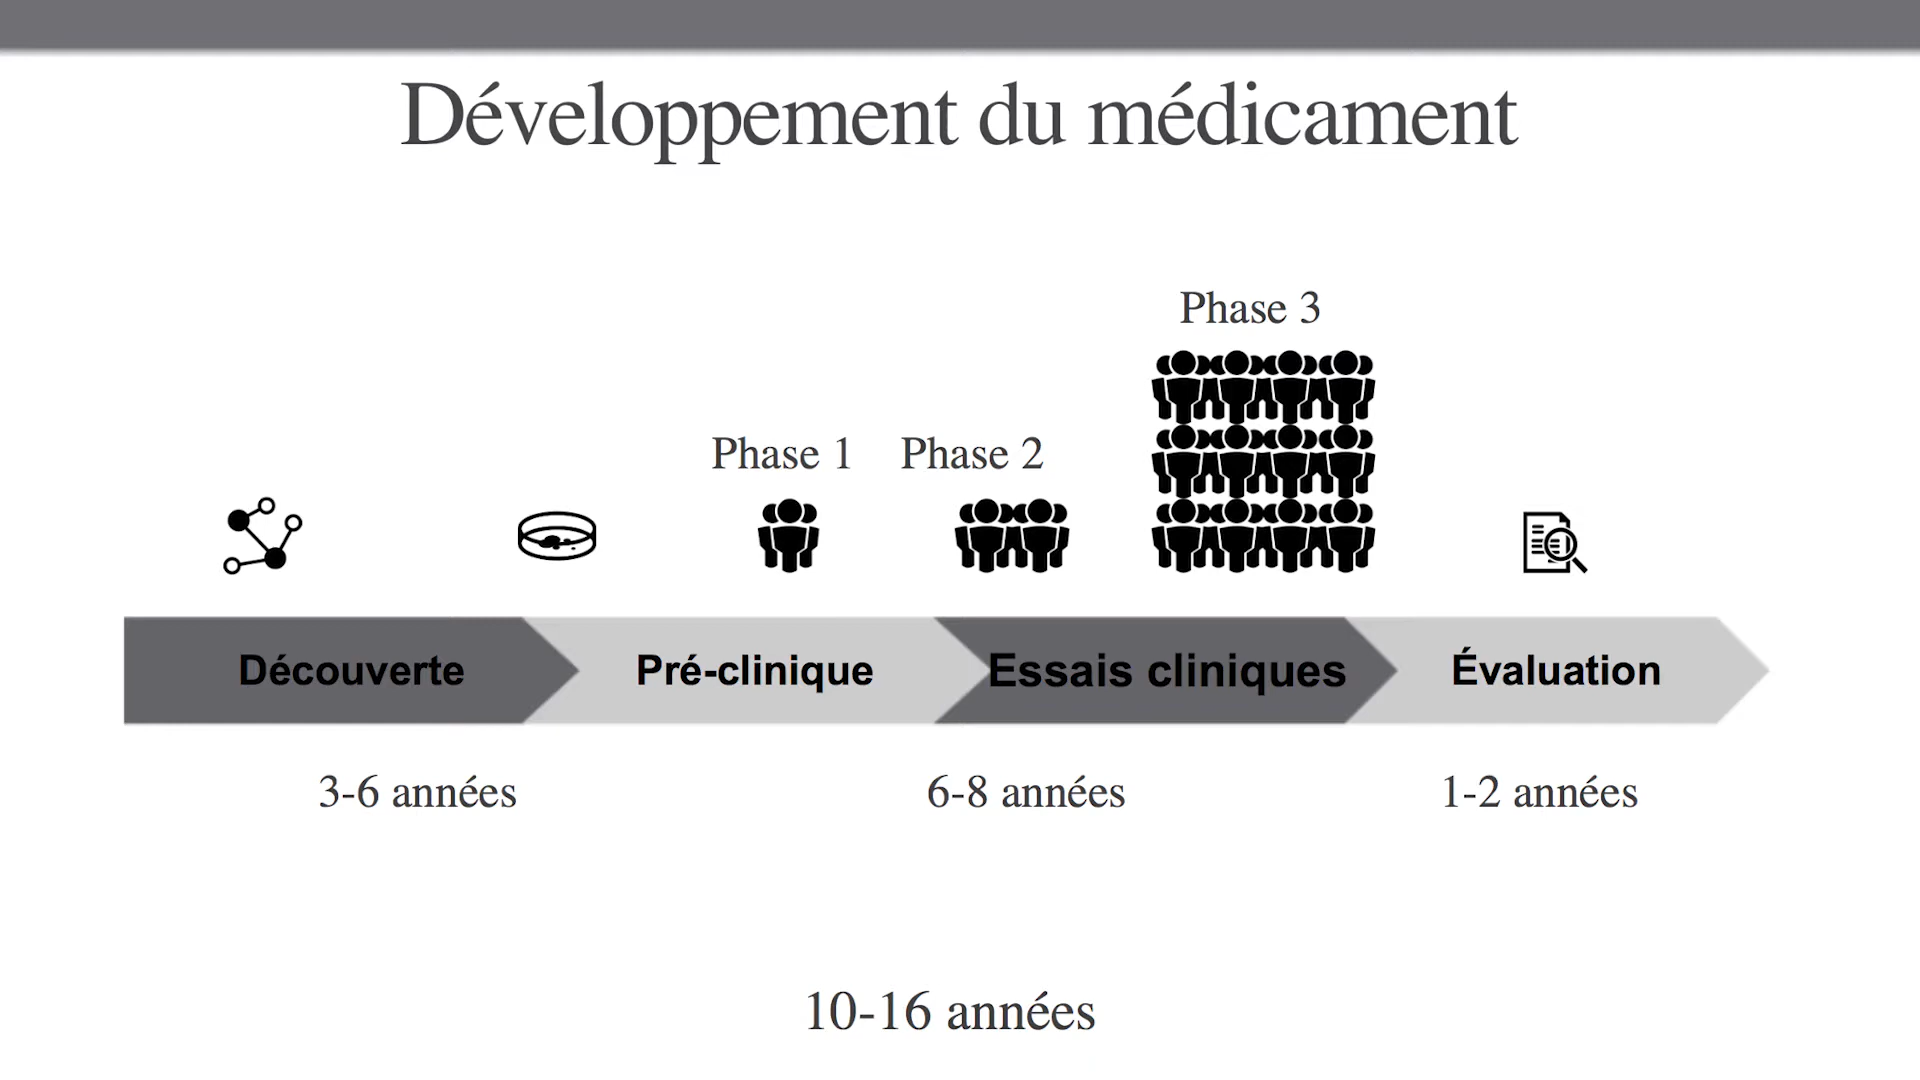 Développement du médicament
Phase 3
Phase 1
Phase 2
Découverte
Pré-clinique
Essais cliniques
Évaluation
3-6 années
6-8 années
1-2 années
10-16 années